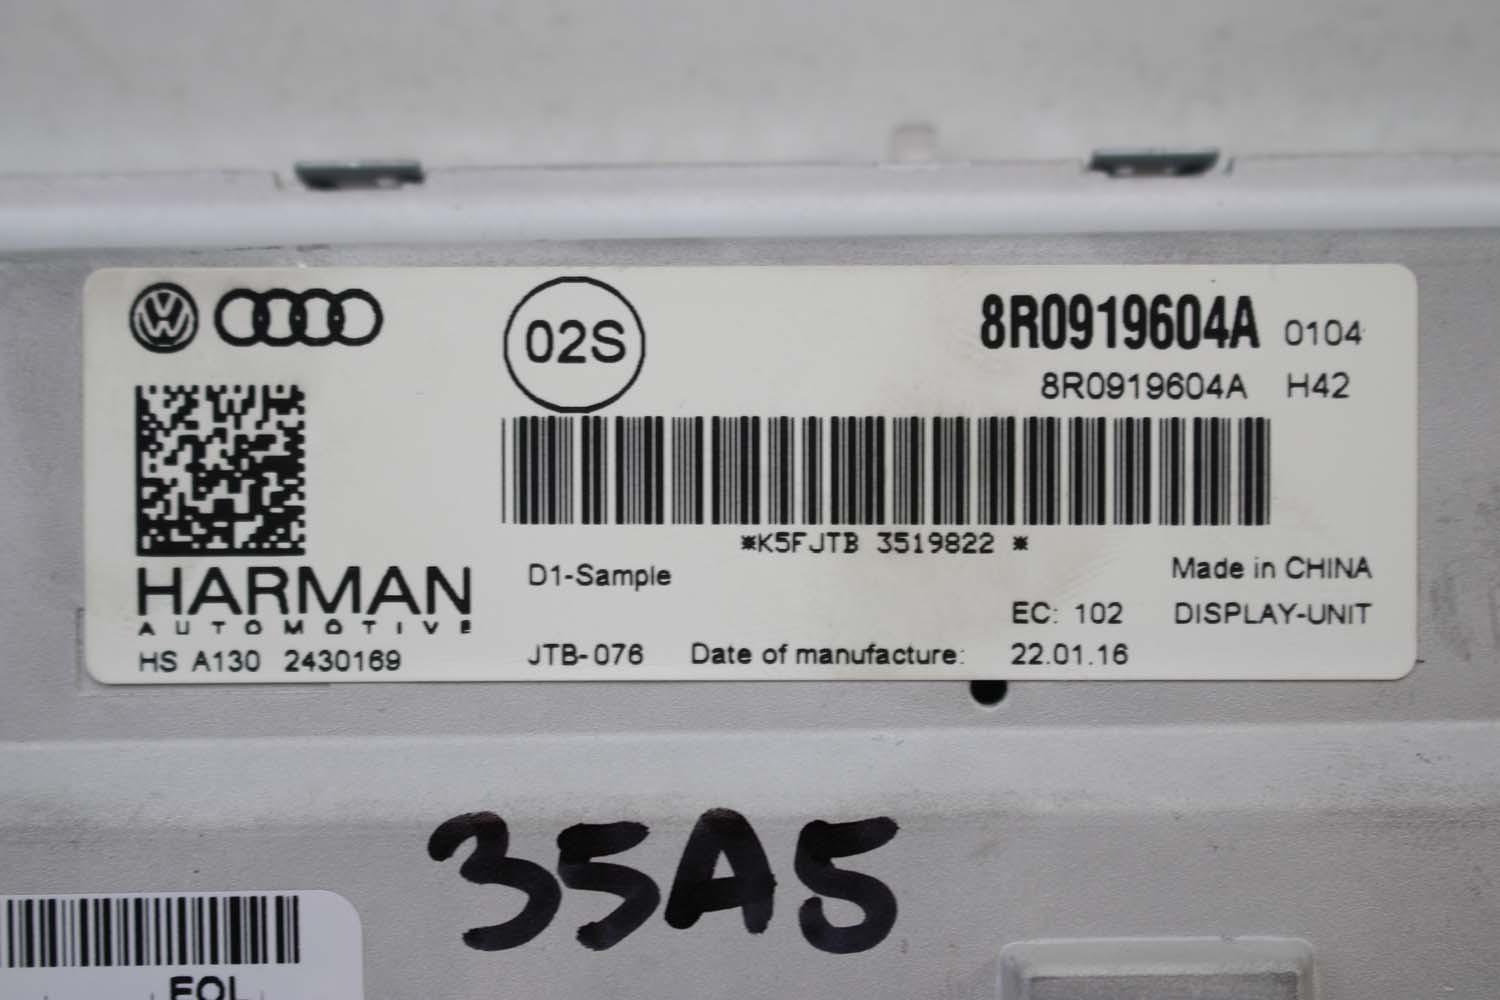 02S
8R0919604A 0104
8R0919604A H42
*K5FJTB 3519822 *
HARMAN
AUTOMOTIVE
HS A130 2430169
D1-Sample
Made in CHINA
EC: 102 DISPLAY-UNIT
JTB-076 Date of manufacture: 22.01.16
35A5
EOL